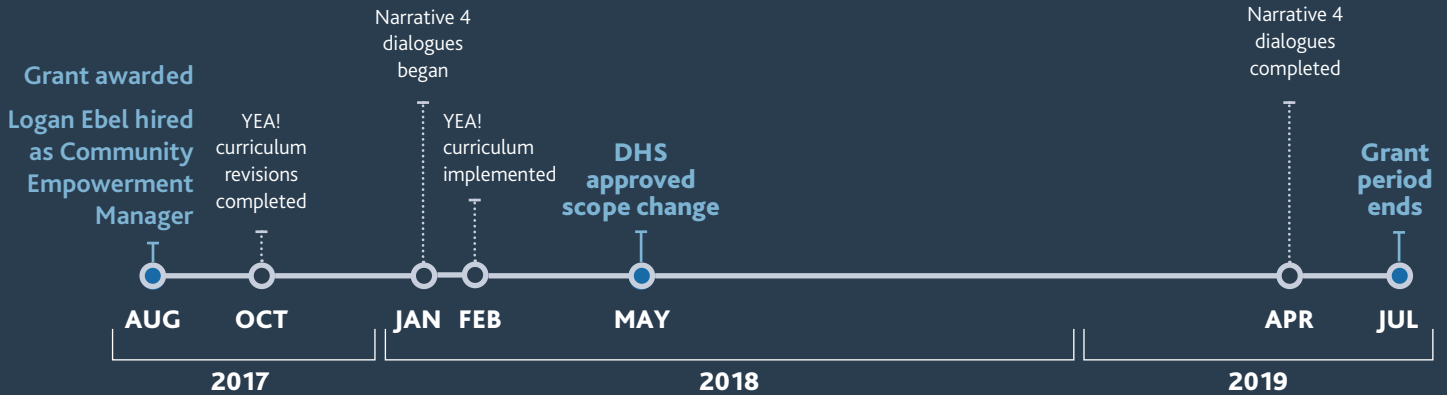 Grant awarded
Logan Ebel hired
as Community
Empowerment
Manager
YEA!
curriculum
revisions
completed
Narrative 4
dialogues
began
YEA!
curriculum
implemented
DHS
approved
scope change
Narrative 4
dialogues
completed
Grant
period
ends
AUG
OCT
JAN
FEB
MAY
APR
JUL
2017
2018
2019